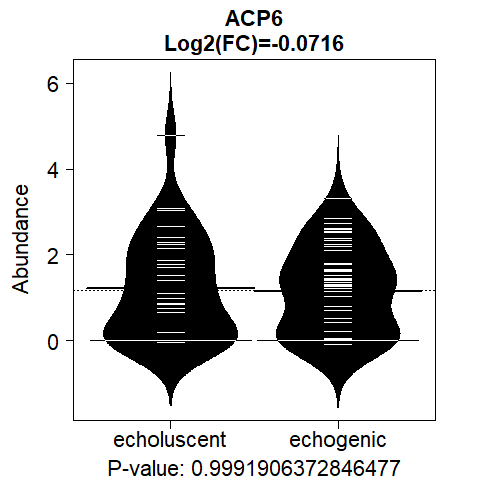 ACP6
Log2(FC)=-0.0716
Abundance
6
4
2
0
echoluscent echogenic
P-value: 0.9991906372846477